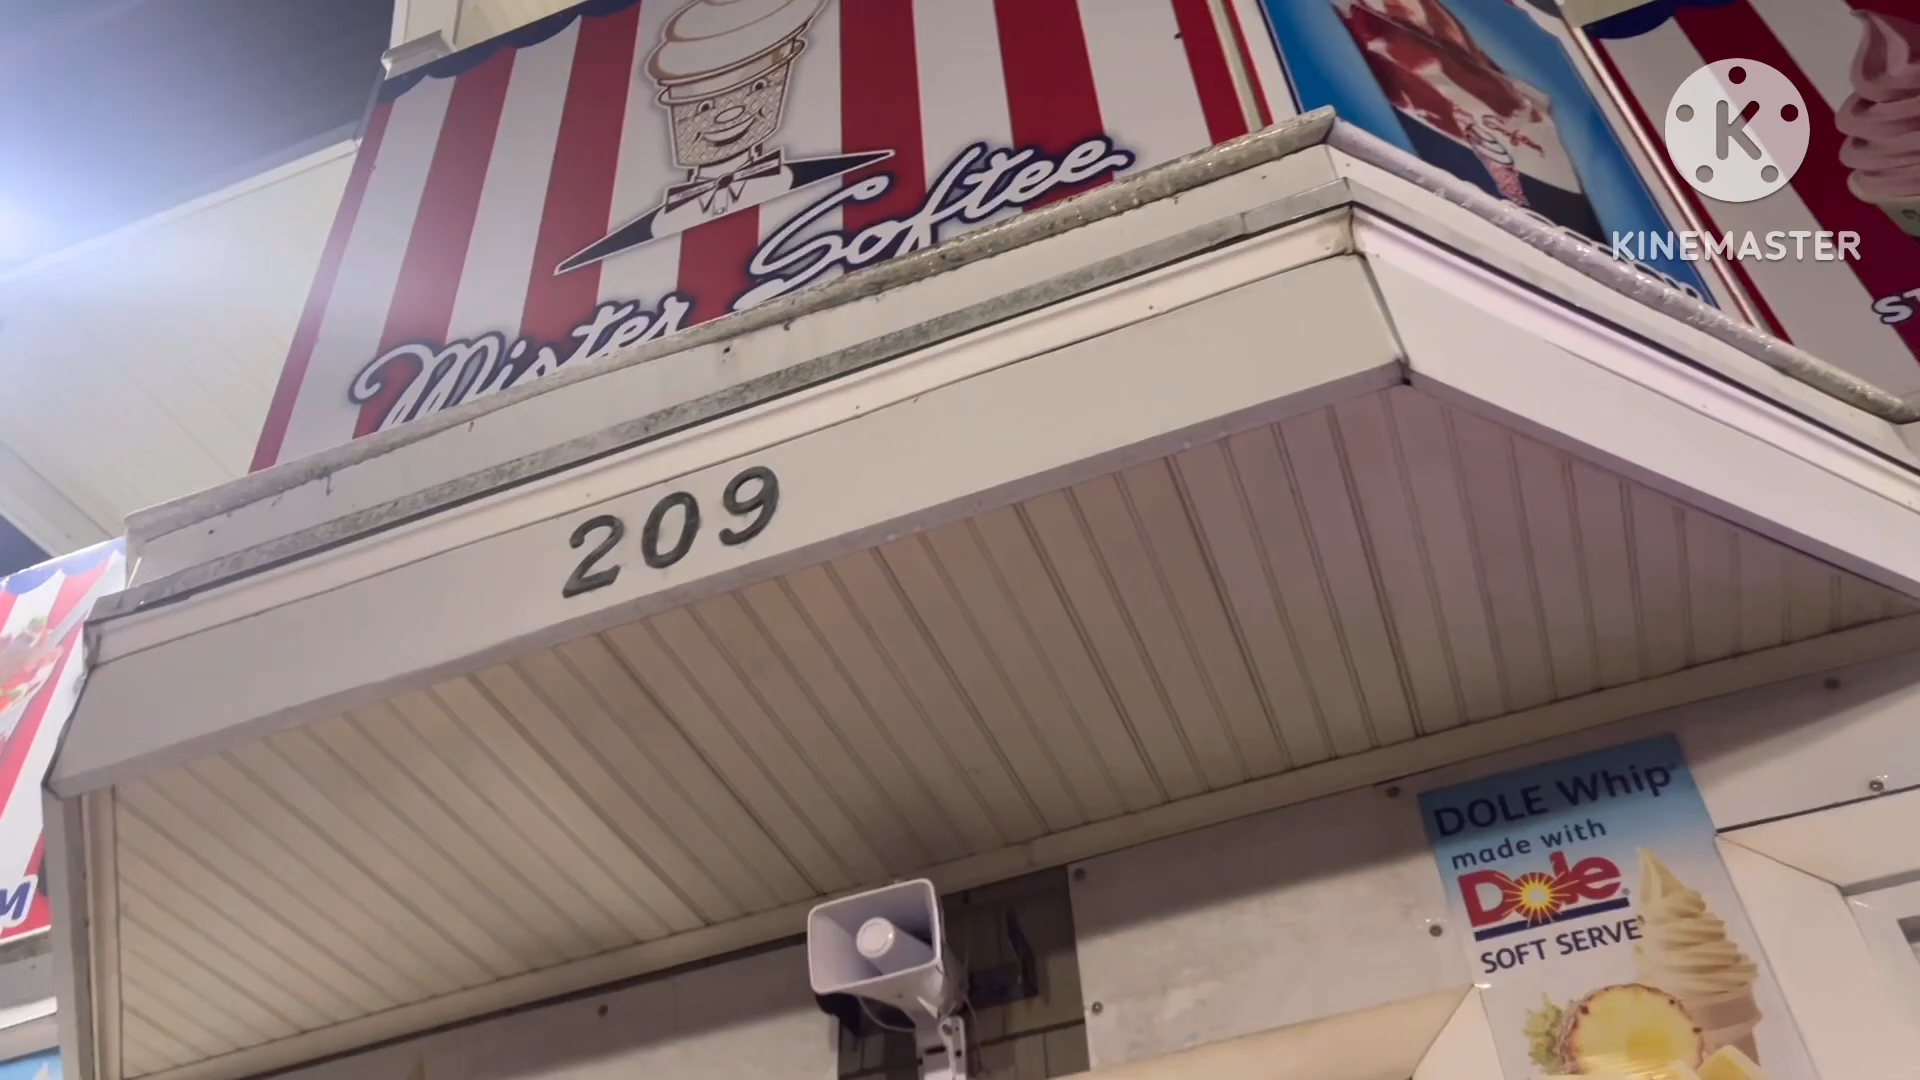 Mister Softee
K
KINEMASTER
209
DOLE Whip
made with
Dole
SOFT SERVE